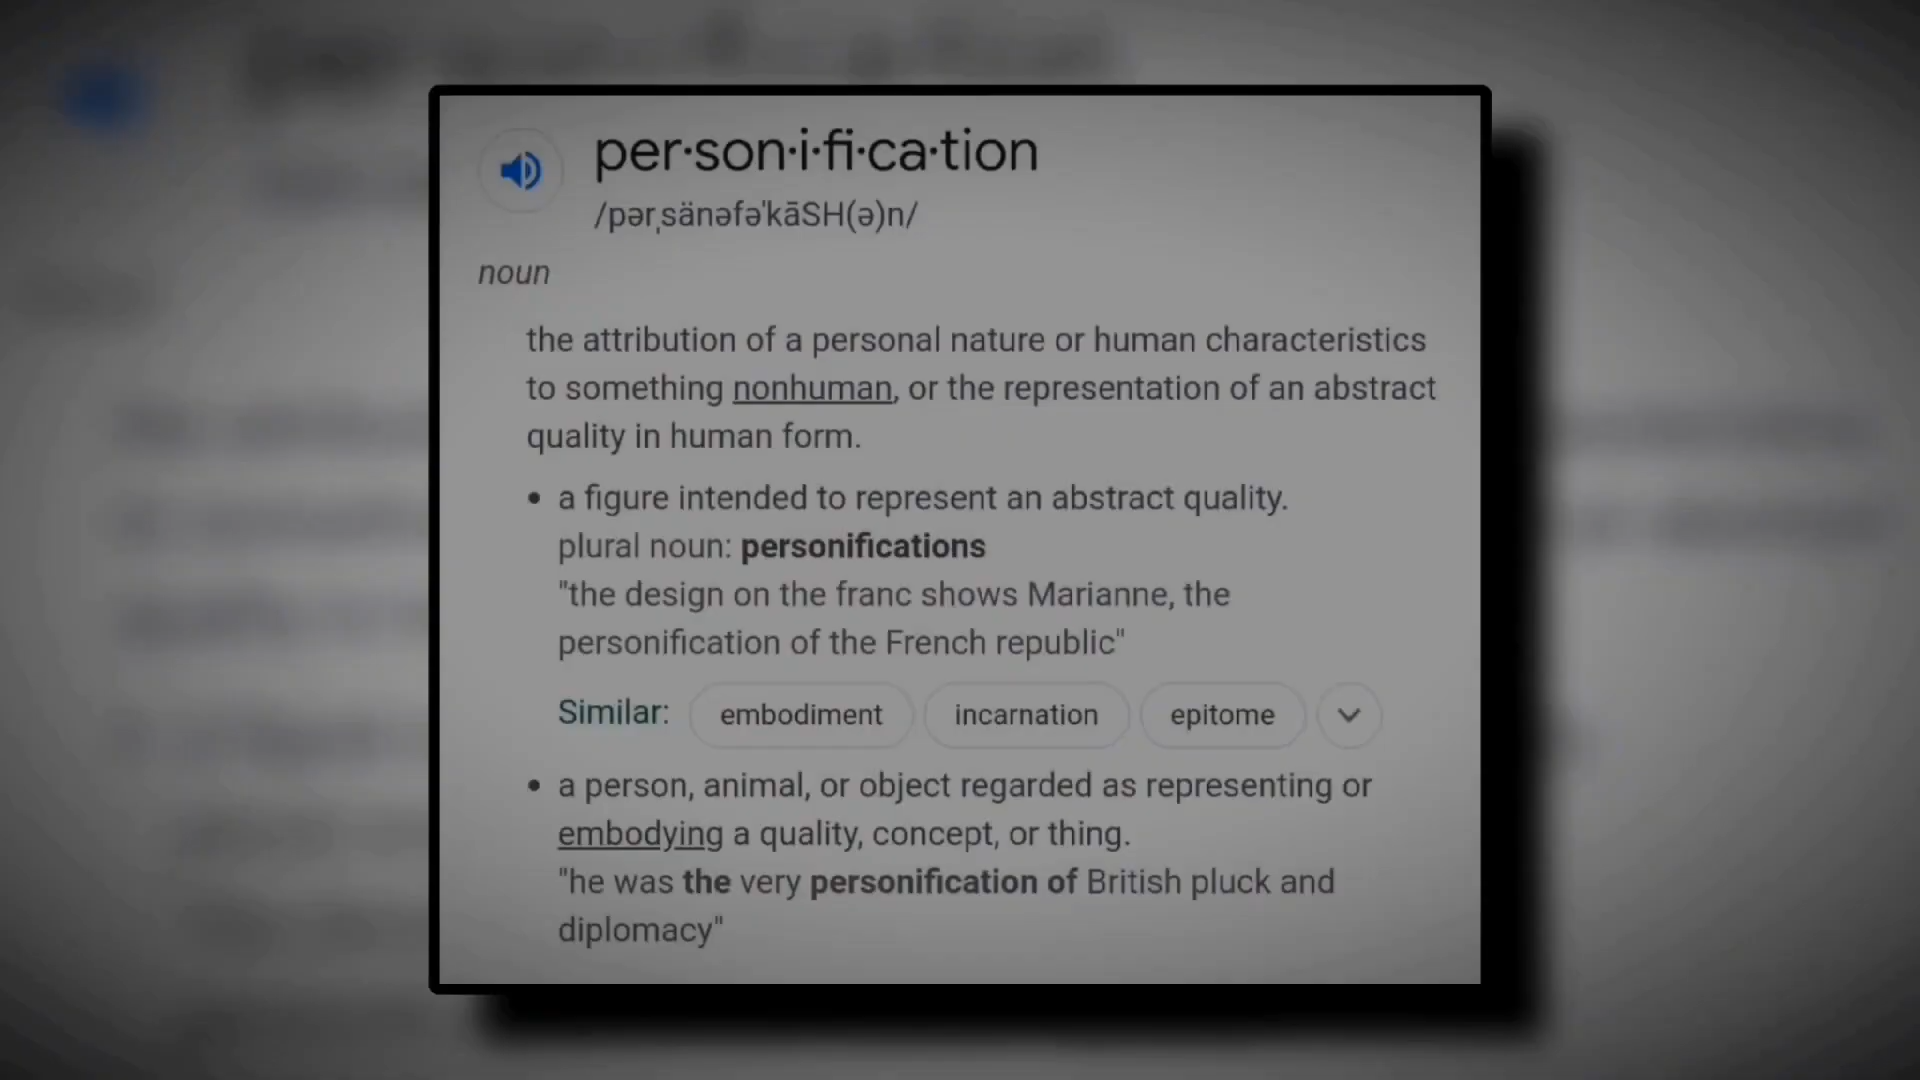 per·son·i·fi·ca·tion
/pərˌsänəfəˈkāSH(ə)n/
noun
the attribution of a personal nature or human characteristics
to something nonhuman, or the representation of an abstract
quality in human form.
• a figure intended to represent an abstract quality.
plural noun: personifications
"the design on the franc shows Marianne, the
personification of the French republic"
Similar: embodiment incarnation epitome
• a person, animal, or object regarded as representing or
embodying a quality, concept, or thing.
"he was the very personification of British pluck and
diplomacy"